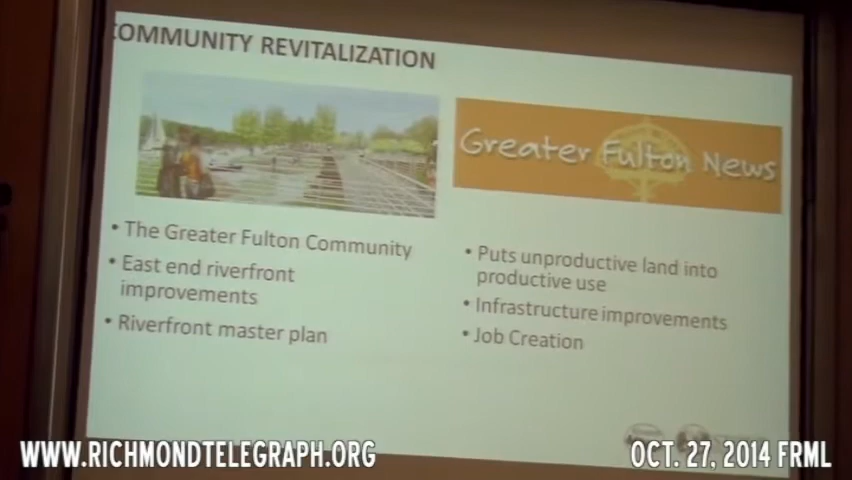 COMMUNITY REVITALIZATION
Greater Fulton News
• The Greater Fulton Community
• East end riverfront
improvements
• Riverfront master plan
• Puts unproductive land into
productive use
• Infrastructure improvements
• Job Creation
WWW.RICHMONDTELEGRAPH.ORG
OCT. 27, 2014 FRML